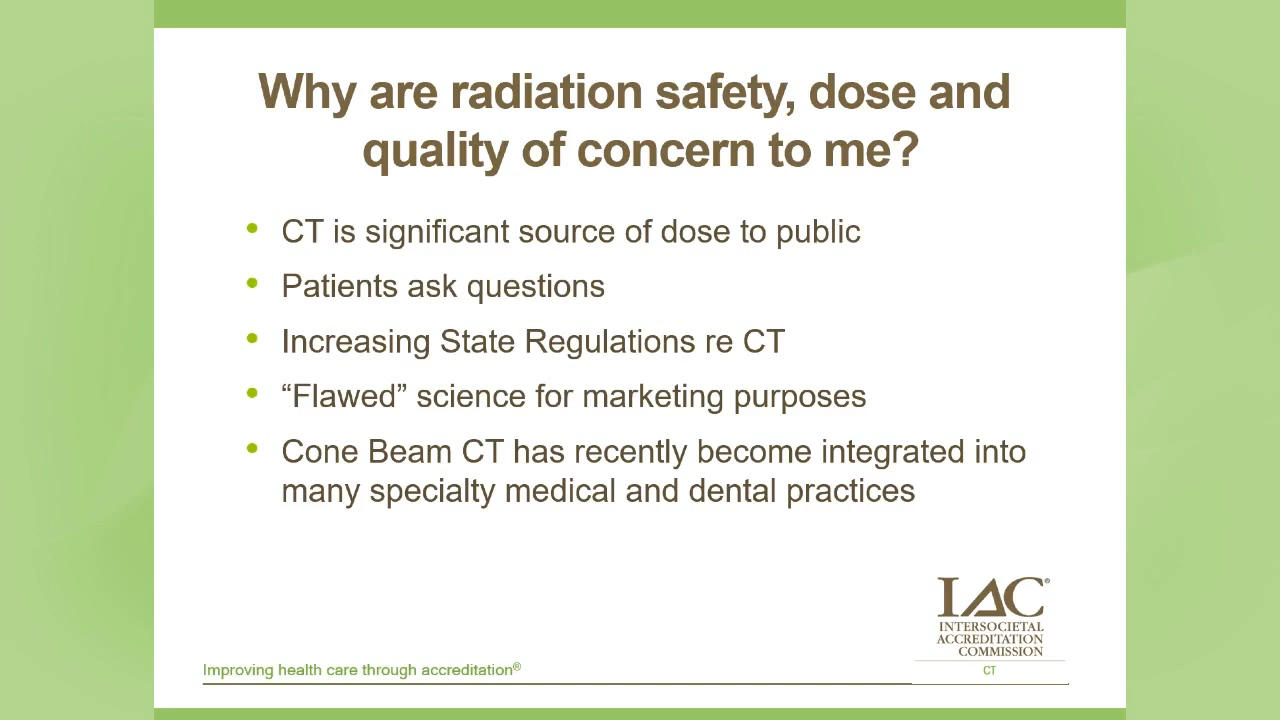 Why are radiation safety, dose and
quality of concern to me?
• CT is significant source of dose to public
• Patients ask questions
• Increasing State Regulations re CT
• “Flawed” science for marketing purposes
• Cone Beam CT has recently become integrated into
many specialty medical and dental practices
IAC®
INTERSOCIETAL
ACCREDITATION
COMMISSION
CT
Improving health care through accreditation®